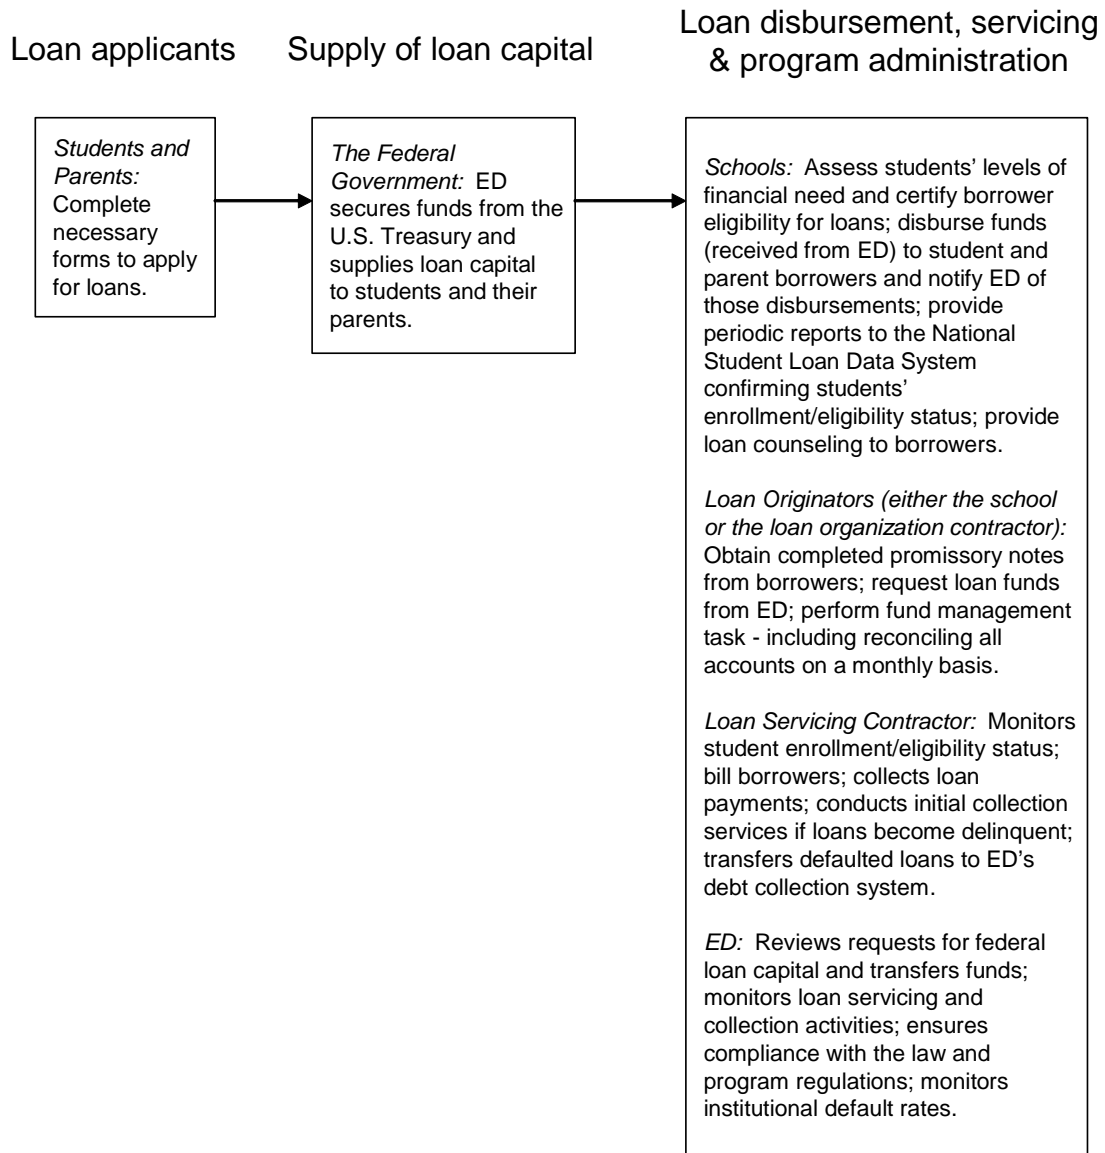 Loan applicants
Supply of loan capital
Loan disbursement, servicing
& program administration
Students and
Parents:
Complete
necessary
forms to apply
for loans.
The Federal
Government:  ED
secures funds from the
U.S. Treasury and
supplies loan capital
to students and their
parents.
Schools:  Assess students’ levels of
financial need and certify borrower
eligibility for loans; disburse funds
(received from ED) to student and
parent borrowers and notify ED of
those disbursements; provide
periodic reports to the National
Student Loan Data System
confirming students’
enrollment/eligibility status; provide
loan counseling to borrowers.
Loan Originators (either the school
or the loan organization contractor):
Obtain completed promissory notes
from borrowers; request loan funds
from ED; perform fund management
task - including reconciling all
accounts on a monthly basis.
Loan Servicing Contractor:  Monitors
student enrollment/eligibility status;
bill borrowers; collects loan
payments; conducts initial collection
services if loans become delinquent;
transfers defaulted loans to ED’s
debt collection system.
ED:  Reviews requests for federal
loan capital and transfers funds;
monitors loan servicing and
collection activities; ensures
compliance with the law and
program regulations; monitors
institutional default rates.